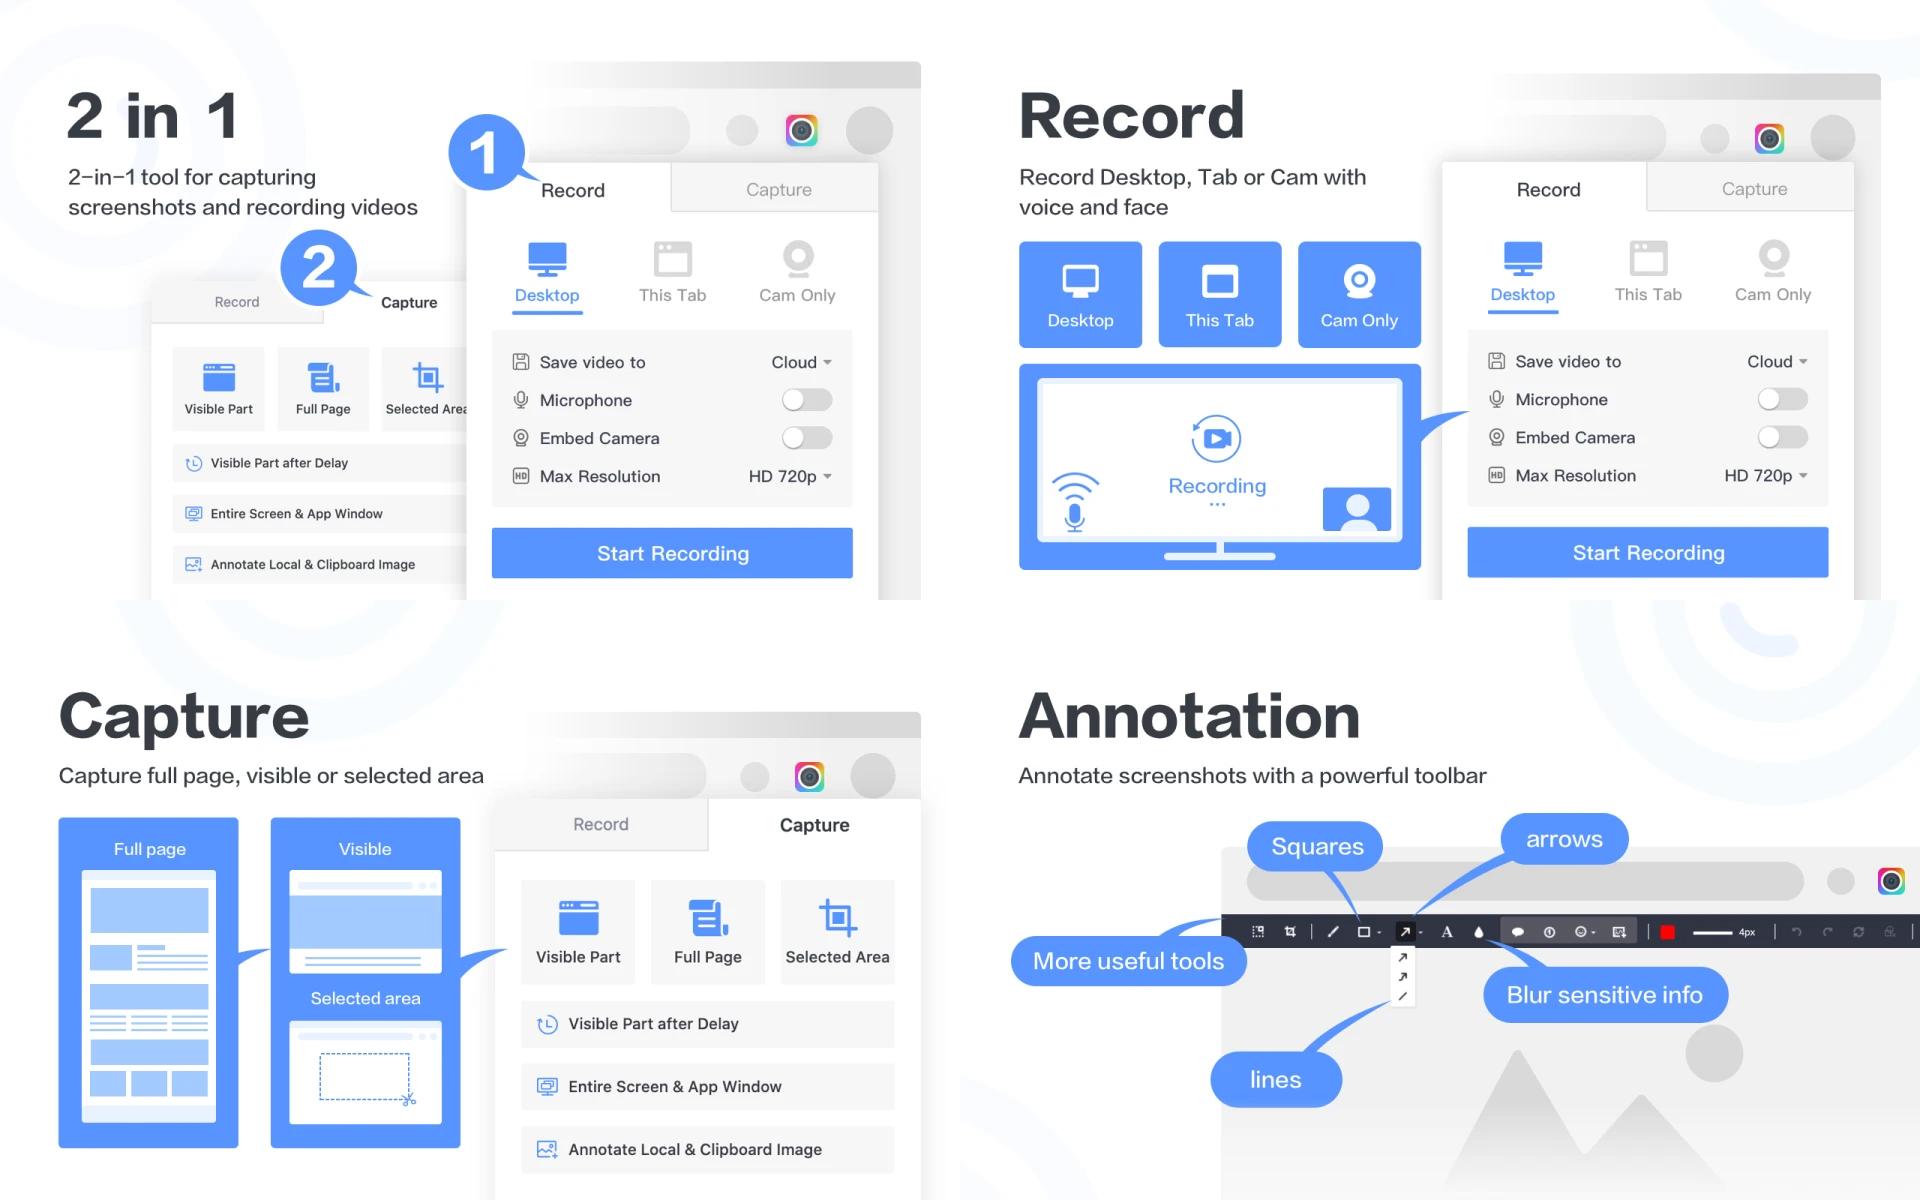 2 in 1
2-in-1 tool for capturing
screenshots and recording videos
1
Record
Capture
2
Record
Capture
Desktop
This Tab
Cam Only
Visible Part
Full Page
Selected Area
Save video to
Cloud
Microphone
Embed Camera
HD
Max Resolution
HD 720p
Visible Part after Delay
Entire Screen & App Window
Annotate Local & Clipboard Image
Start Recording
Record
Record Desktop, Tab or Cam with
voice and face
Desktop
This Tab
Cam Only
Recording
...
Record
Capture
Desktop
This Tab
Cam Only
Save video to
Cloud
Microphone
Embed Camera
HD
Max Resolution
HD 720p
Start Recording
Capture
Capture full page, visible or selected area
Full page
Visible
Selected area
Record
Capture
Visible Part
Full Page
Selected Area
Visible Part after Delay
Entire Screen & App Window
Annotate Local & Clipboard Image
Annotation
Annotate screenshots with a powerful toolbar
Squares
arrows
A
4px
More useful tools
Blur sensitive info
lines